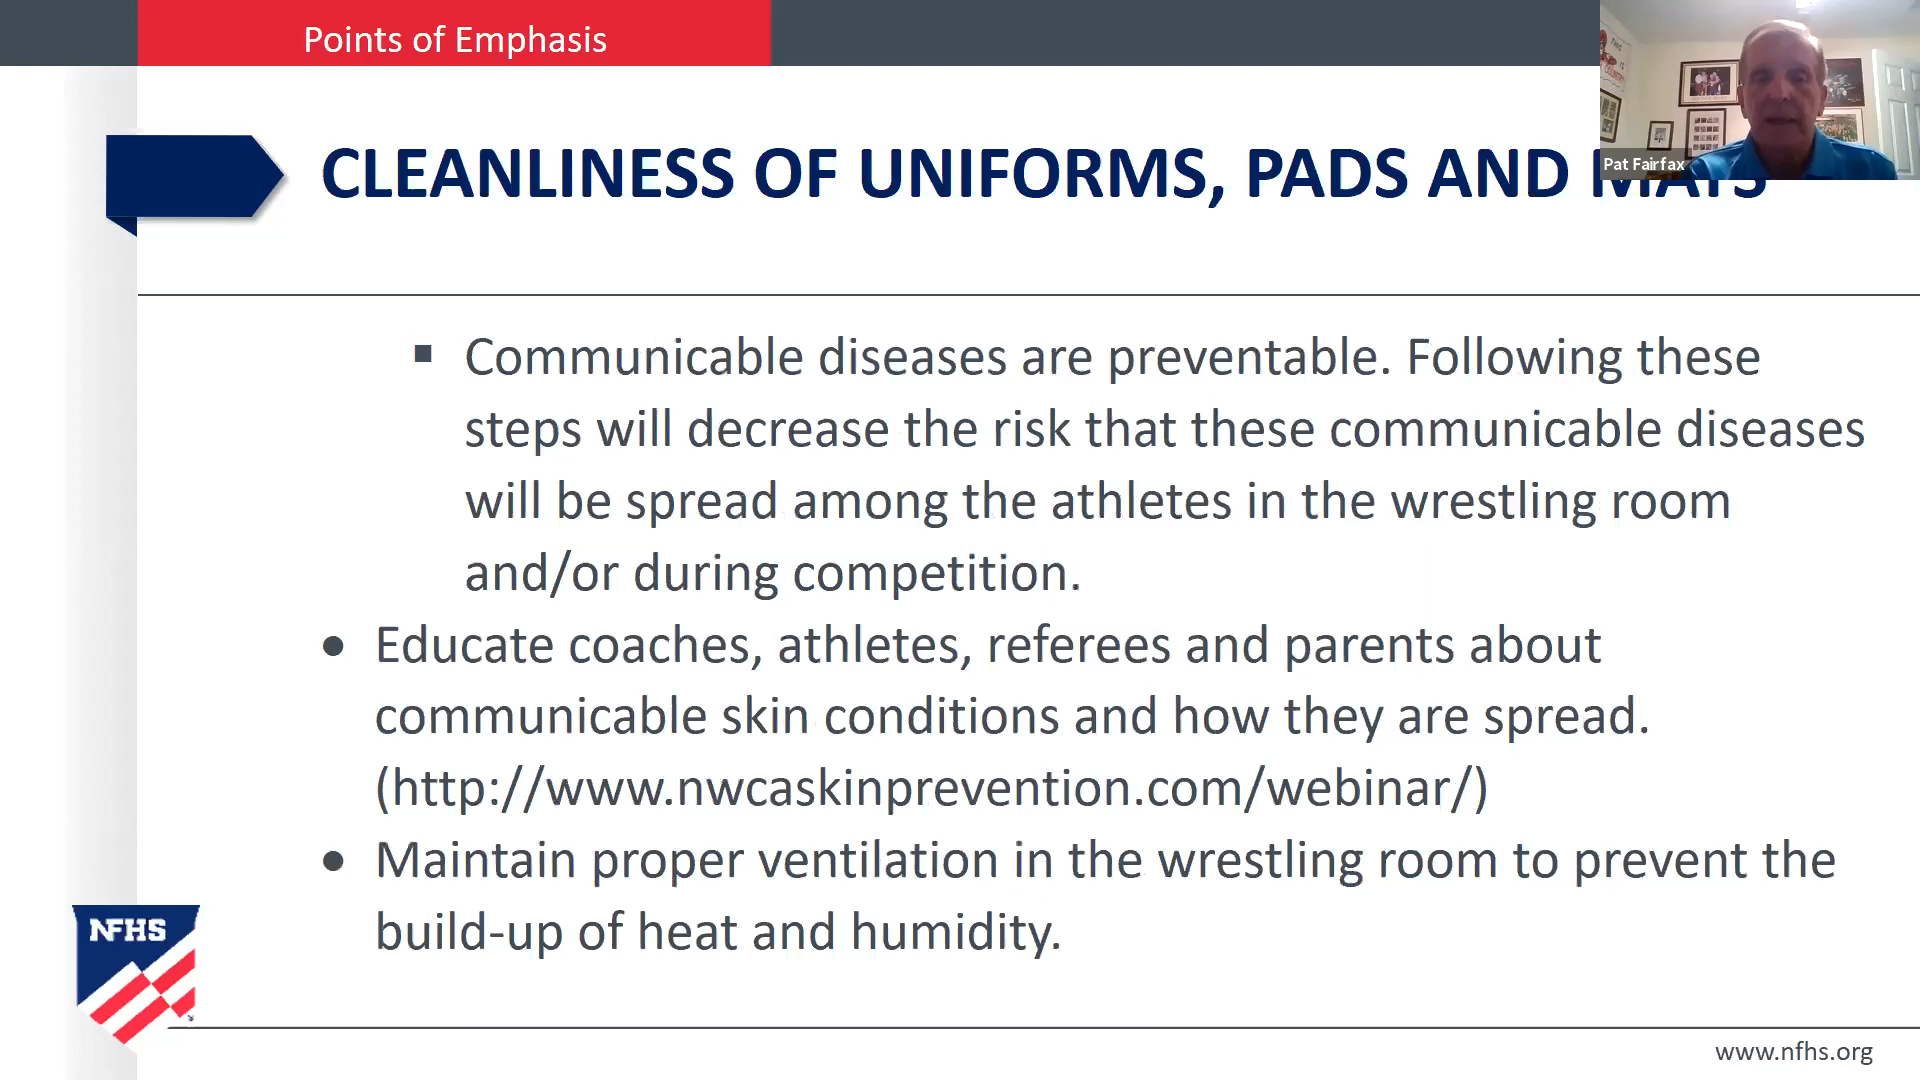 Points of Emphasis
Pat Fairfax
CLEANLINESS OF UNIFORMS, PADS AND MATS
▪ Communicable diseases are preventable. Following these
steps will decrease the risk that these communicable diseases
will be spread among the athletes in the wrestling room
and/or during competition.
• Educate coaches, athletes, referees and parents about
communicable skin conditions and how they are spread.
(http://www.nwcaskinprevention.com/webinar/)
• Maintain proper ventilation in the wrestling room to prevent the
build-up of heat and humidity.
NFHS
www.nfhs.org